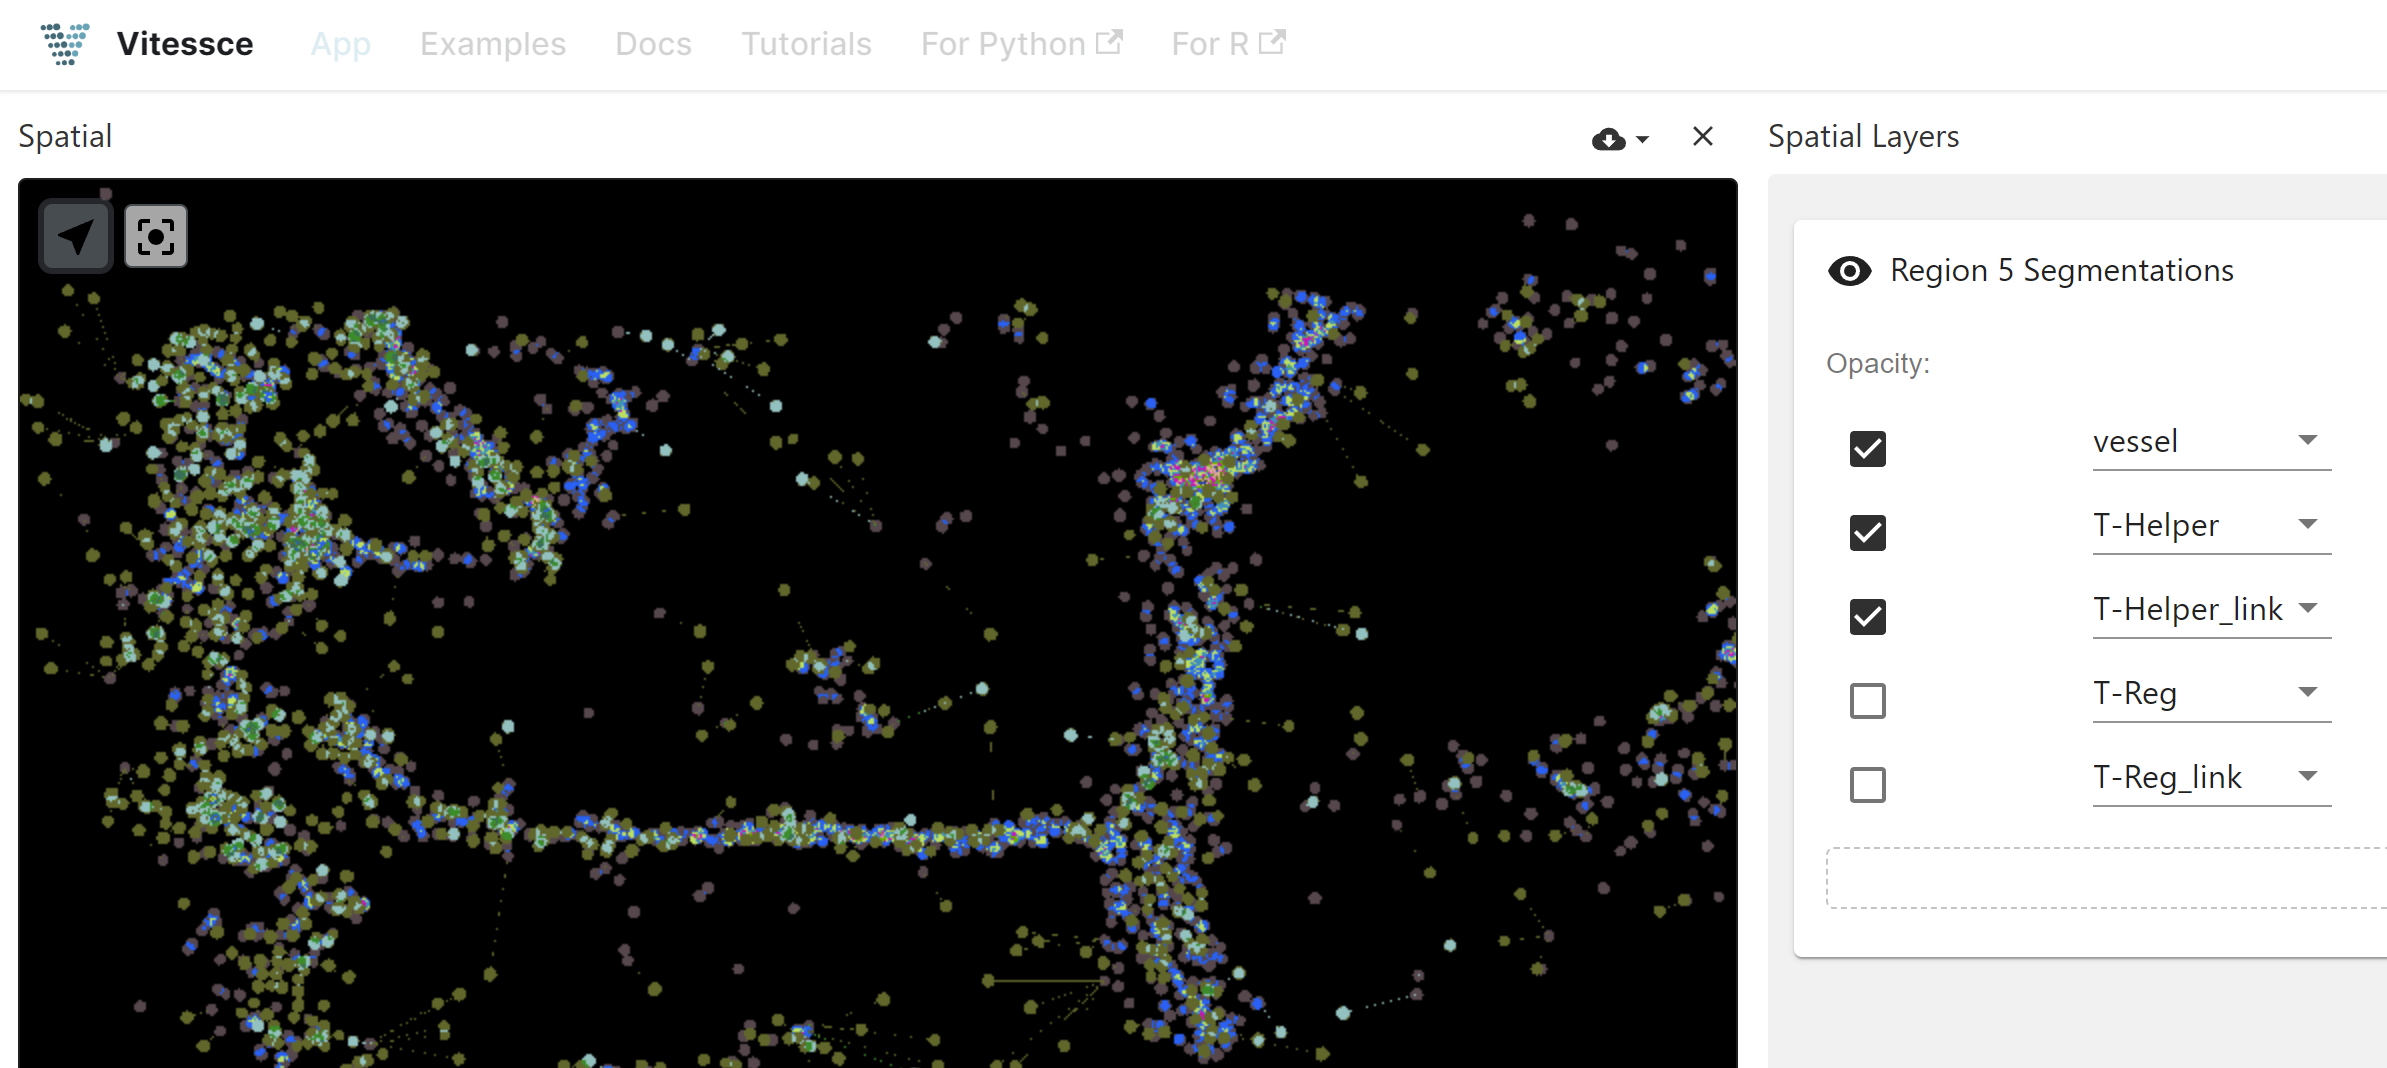 Vitessce App Examples Docs Tutorials For Python For R
Spatial
Spatial Layers
Region 5 Segmentations
Opacity:
vessel
T-Helper
T-Helper_link
T-Reg
T-Reg_link